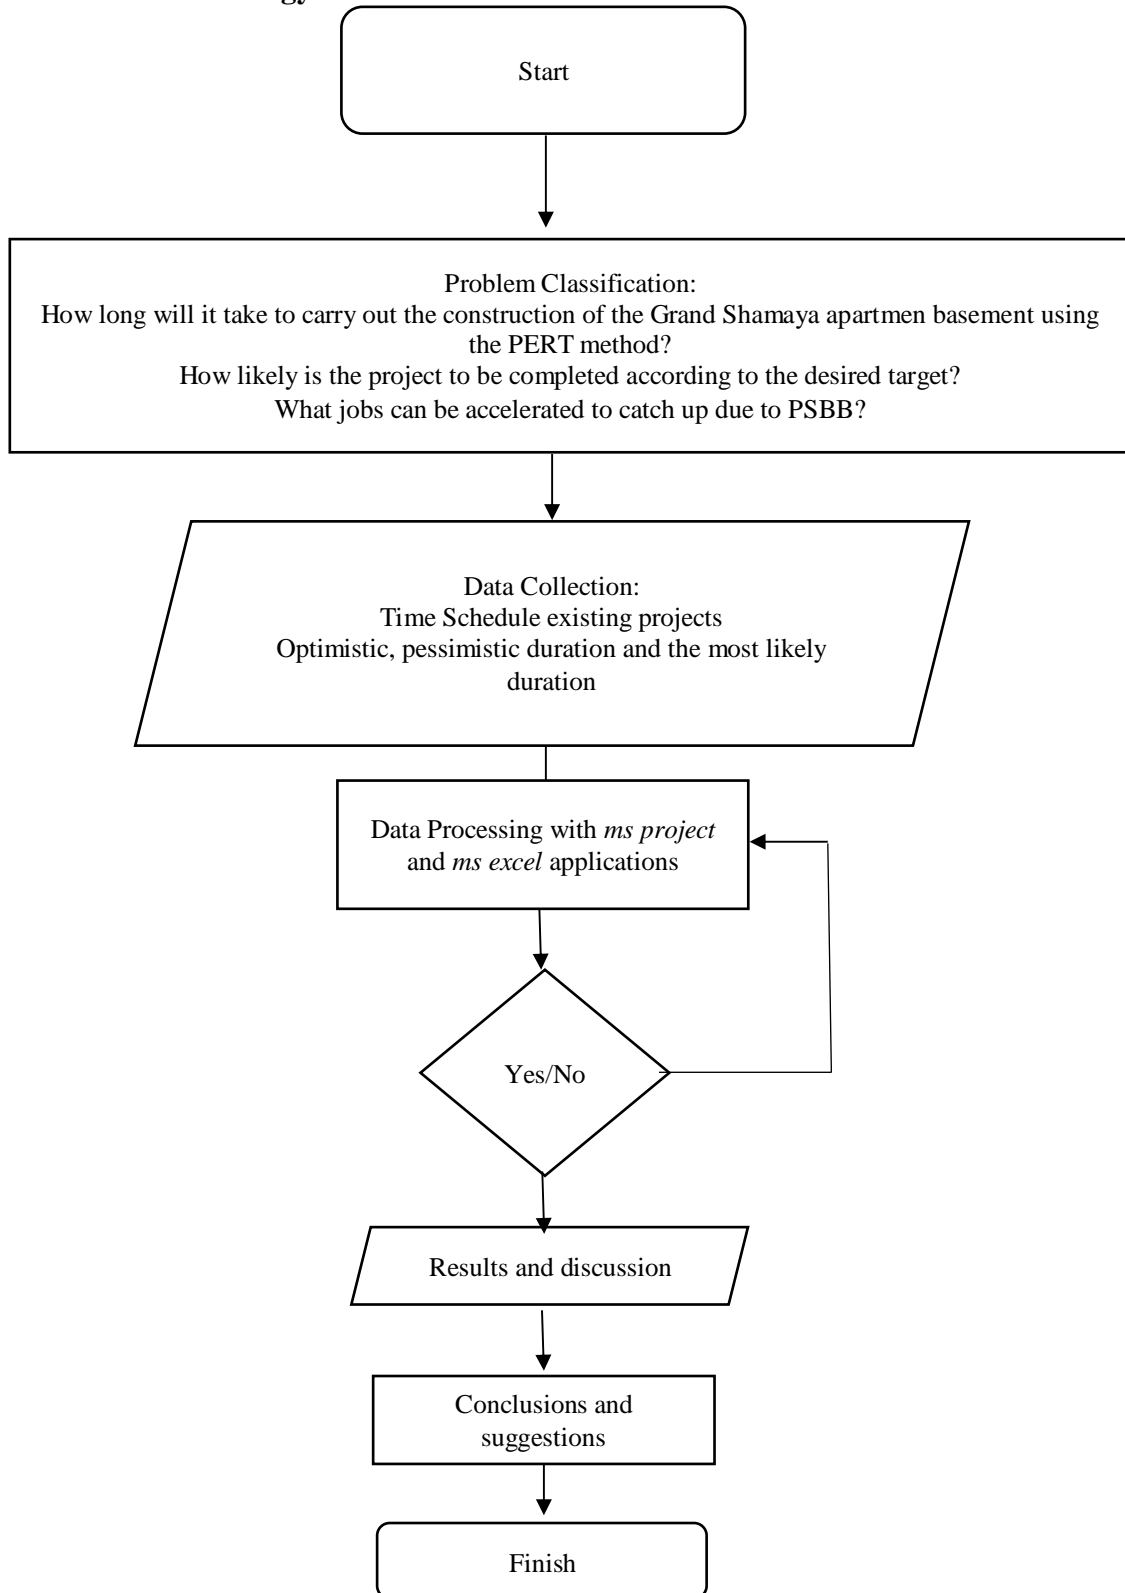 gy
Start
Problem Classification:
How long will it take to carry out the construction of the Grand Shamaya apartmen basement using
the PERT method?
How likely is the project to be completed according to the desired target?
What jobs can be accelerated to catch up due to PSBB?
Data Collection:
Time Schedule existing projects
Optimistic, pessimistic duration and the most likely
duration
Data Processing with ms project
and ms excel applications
Yes/No
Results and discussion
Conclusions and
suggestions
Finish